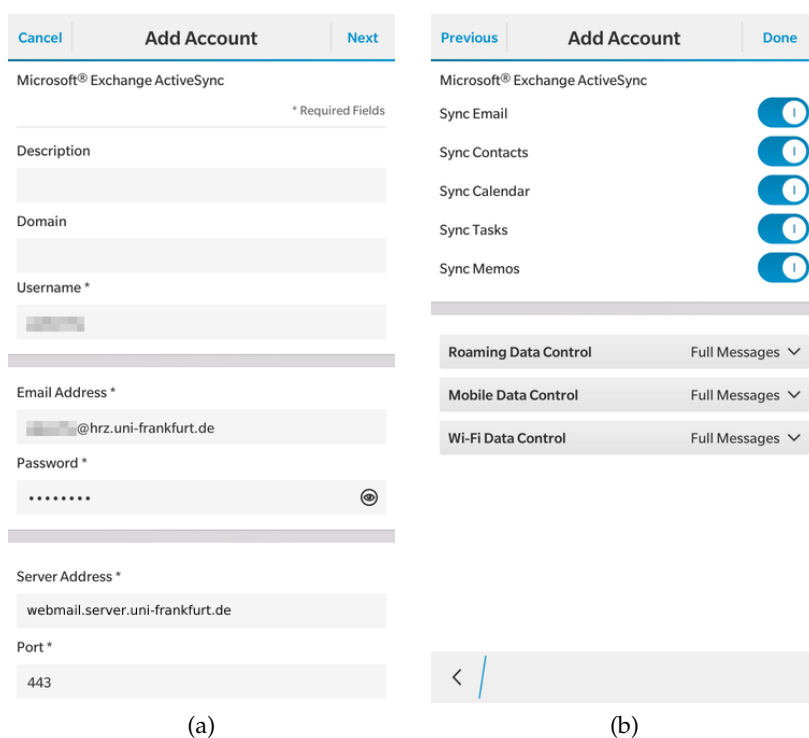 Cancel Add Account Next
Microsoft® Exchange ActiveSync
* Required Fields
Description
Domain
Username *
Email Address *
@hrz.uni-frankfurt.de
Password *
••••••••
Server Address *
webmail.server.uni-frankfurt.de
Port *
443
(a)
Previous Add Account Done
Microsoft® Exchange ActiveSync
Sync Email
Sync Contacts
Sync Calendar
Sync Tasks
Sync Memos
Roaming Data Control Full Messages
Mobile Data Control Full Messages
Wi-Fi Data Control Full Messages
(b)